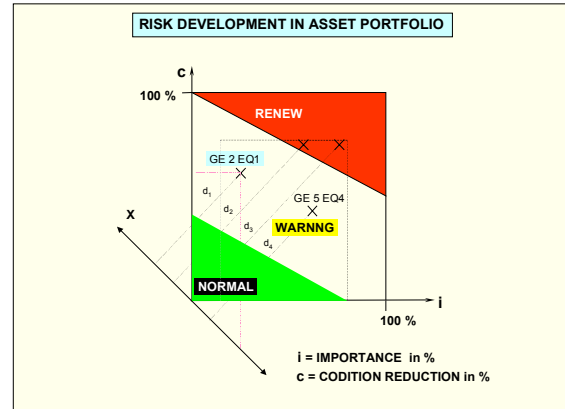 RISK DEVELOPMENT IN ASSET PORTFOLIO
c
100 %
RENEW
GE 2 EQ1
d1
X
d2
GE 5 EQ4
d3
WARNNG
d4
NORMAL
i
100 %
i = IMPORTANCE in %
c = CODITION REDUCTION in %